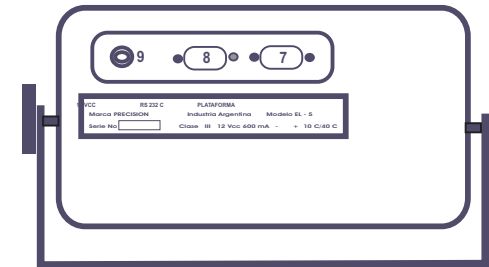 9 8 7
VCC RS 232 C PLATAFORMA
Marca PRECISION Industria Argentina Modelo EL - 5
Serie No Clase III 12 Vcc 600 mA - + 10 C/40 C